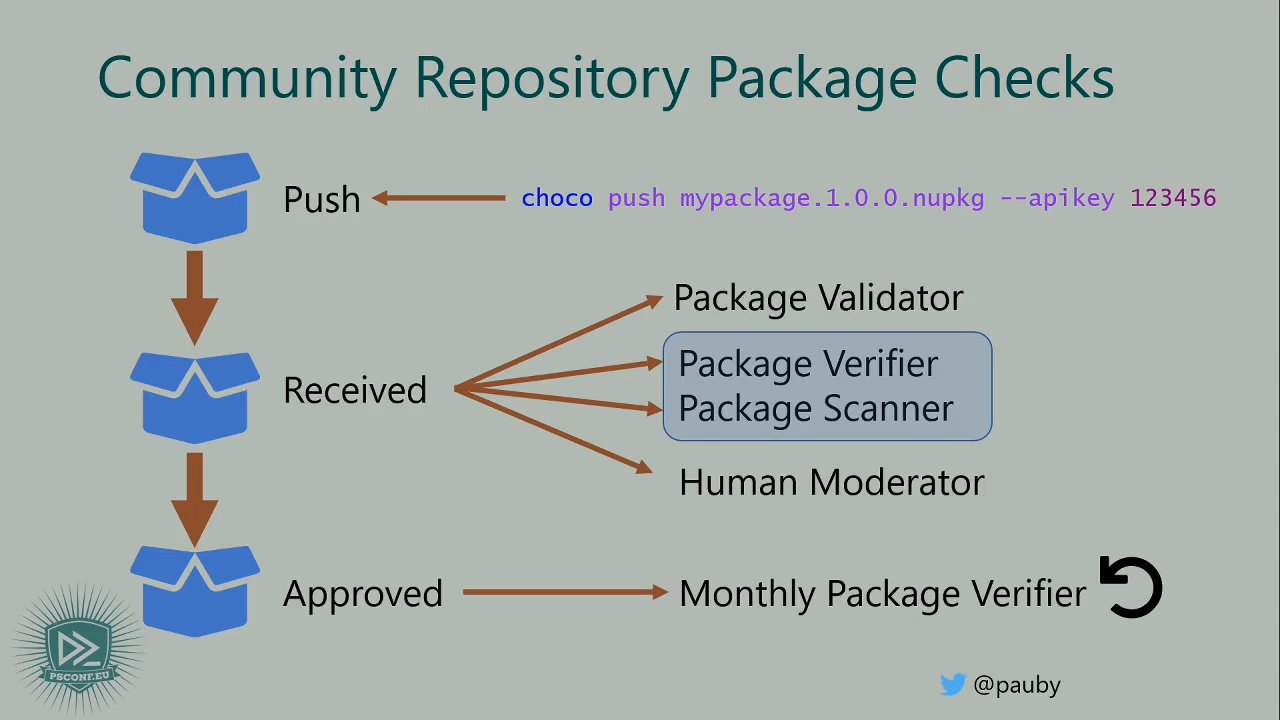 Community Repository Package Checks
Push
choco push mypackage.1.0.0.nupkg --apikey 123456
Package Validator
Package Verifier
Received
Package Scanner
Human Moderator
Approved
Monthly Package Verifier
PSCONF.EU
@pauby